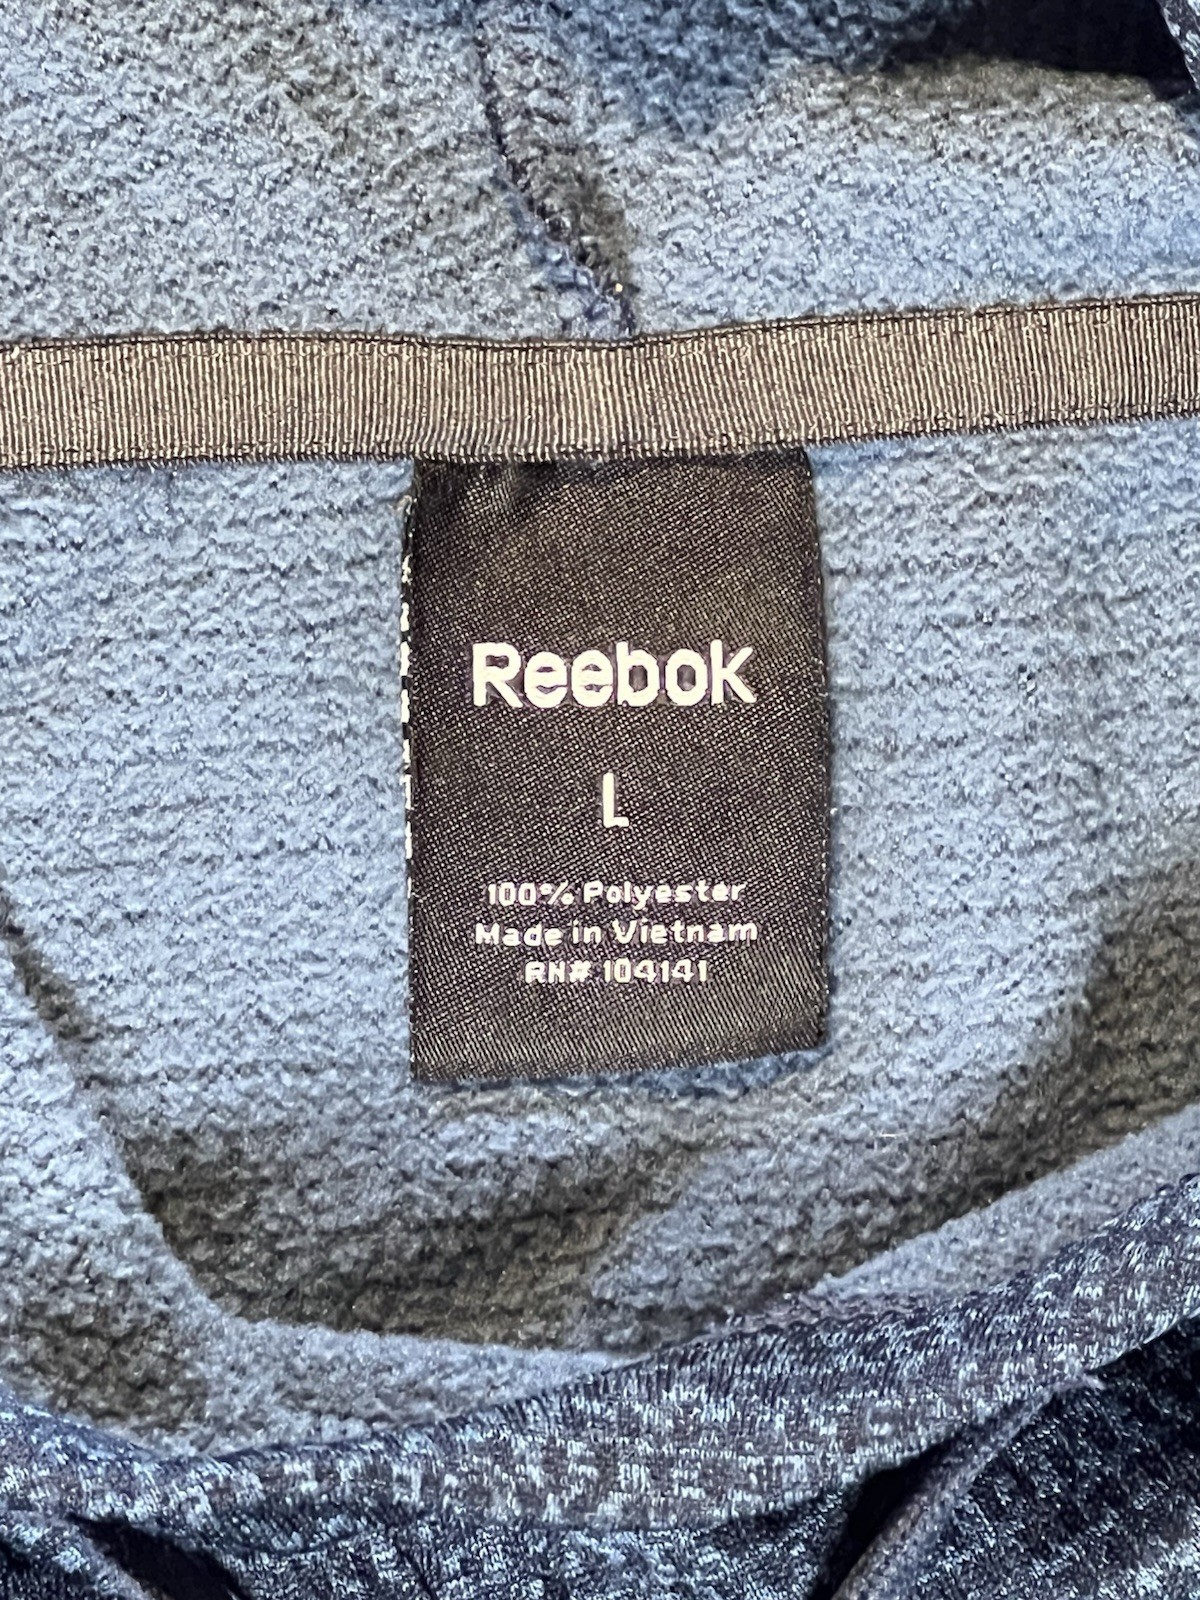 Reebok
L
100% Polyester
Made in Vietnam
RN# 104141